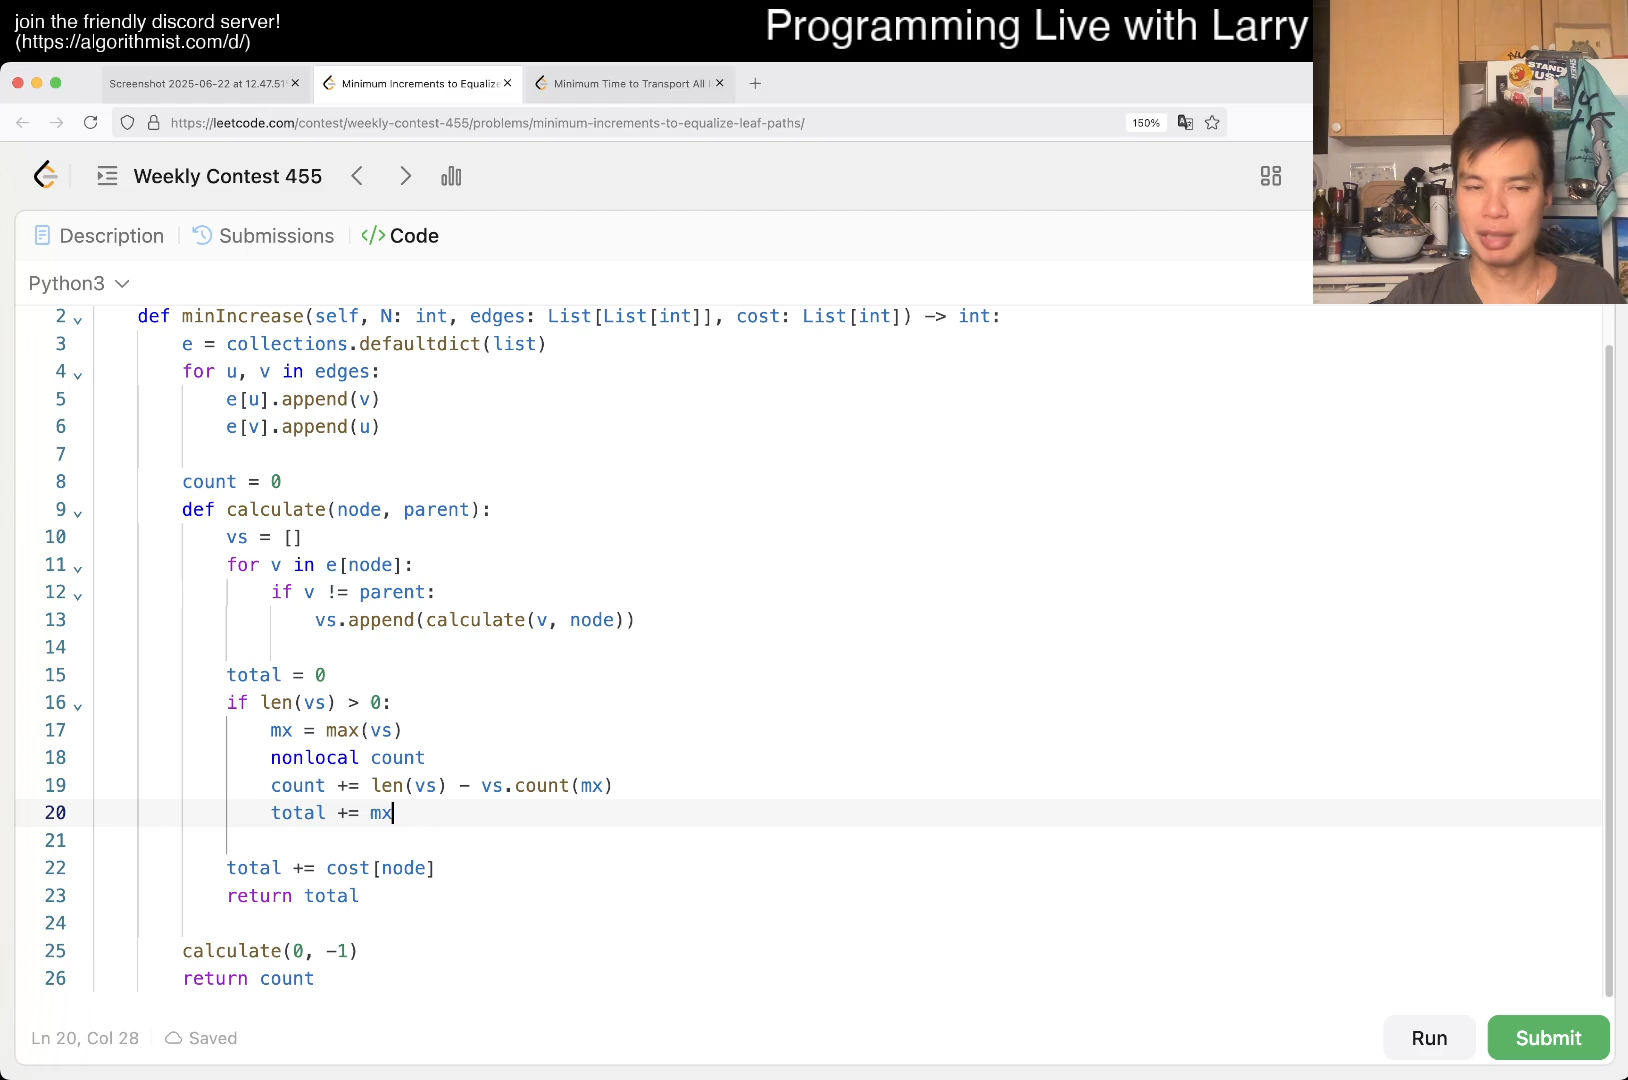 join the friendly discord server!
(https://algorithmist.com/d/)
Programming Live with Larry
Screenshot 2025-06-22 at 12.47.51
Minimum Increments to Equalize
Minimum Time to Transport All
https://leetcode.com/contest/weekly-contest-455/problems/minimum-increments-to-equalize-leaf-paths/
150%
Weekly Contest 455
Description
Submissions
</> Code
Python3
2 def minIncrease(self, N: int, edges: List[List[int]], cost: List[int]) -> int:
3 e = collections.defaultdict(list)
4 for u, v in edges:
5 e[u].append(v)
6 e[v].append(u)
7
8 count = 0
9 def calculate(node, parent):
10 vs = []
11 for v in e[node]:
12 if v != parent:
13 vs.append(calculate(v, node))
14
15 total = 0
16 if len(vs) > 0:
17 mx = max(vs)
18 nonlocal count
19 count += len(vs) - vs.count(mx)
20 total += mx
21
22 total += cost[node]
23 return total
24
25 calculate(0, -1)
26 return count
Ln 20, Col 28
Saved
Run
Submit
STAND
US